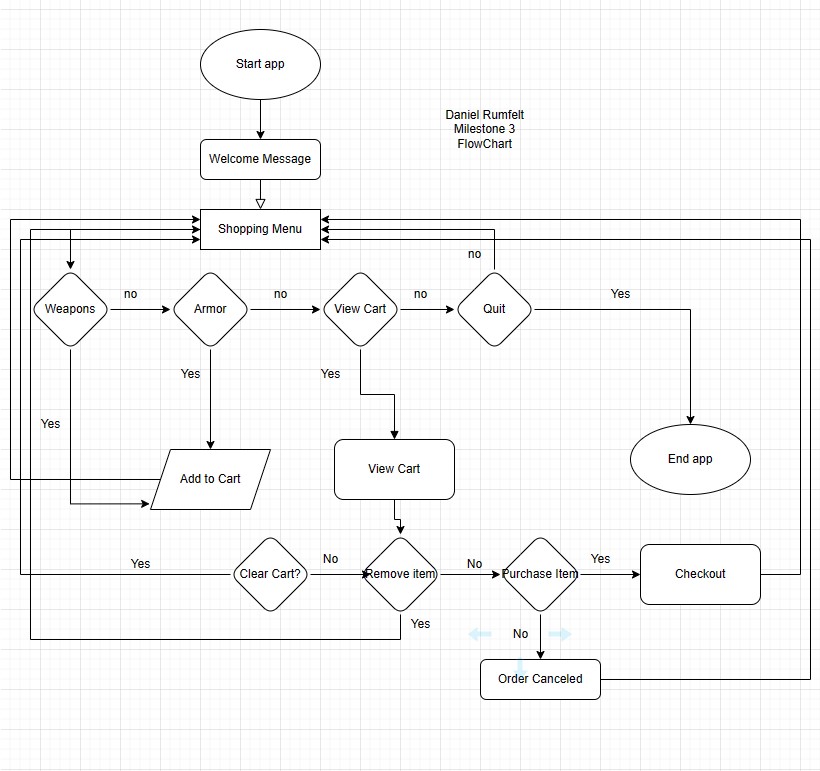 Start app
Daniel Rumfelt
Milestone 3
FlowChart
Welcome Message
Shopping Menu
no
Weapons
no
Armor
no
View Cart
no
Quit
Yes
Yes
Yes
Yes
Add to Cart
View Cart
End app
Yes
Clear Cart?
No
Remove item
No
Purchase Item
Yes
Checkout
Yes
No
Order Canceled